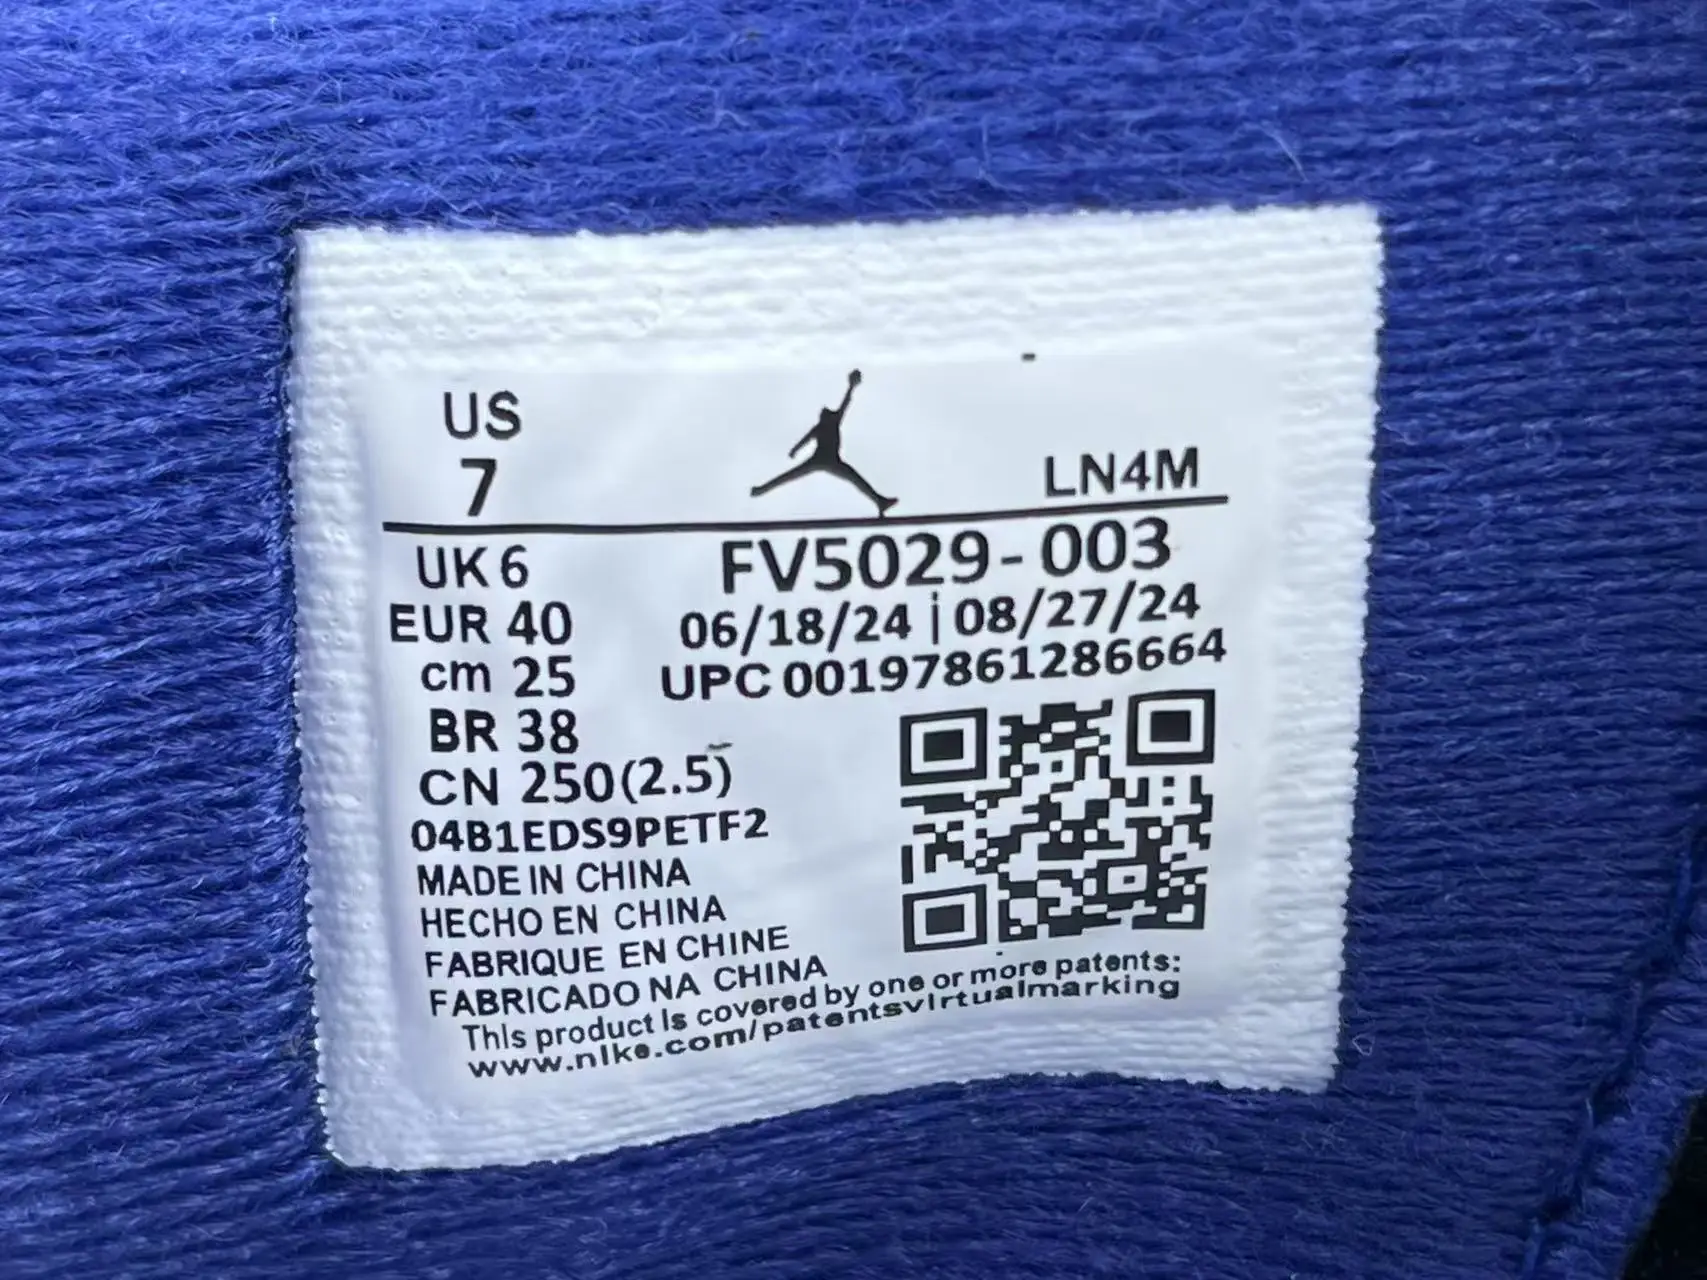 US
7
LN4M
UK 6
FV5029-003
EUR 40
06/18/24 | 08/27/24
cm 25
UPC 00197861286664
BR 38
CN 250(2.5)
04B1EDS9PETF2
MADE IN CHINA
HECHO EN CHINA
FABRIQUE EN CHINE
FABRICADO NA CHINA
This product is covered by one or more patents:
www.nike.com/patentsvirtualmarking